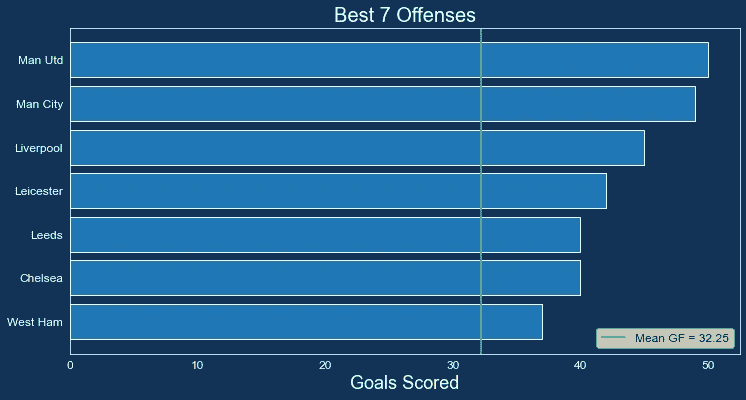 Best 7 Offenses
Man Utd
Man City
Liverpool
Leicester
Leeds
Chelsea
West Ham
Mean GF = 32.25
0 10 20 30 40 50
Goals Scored